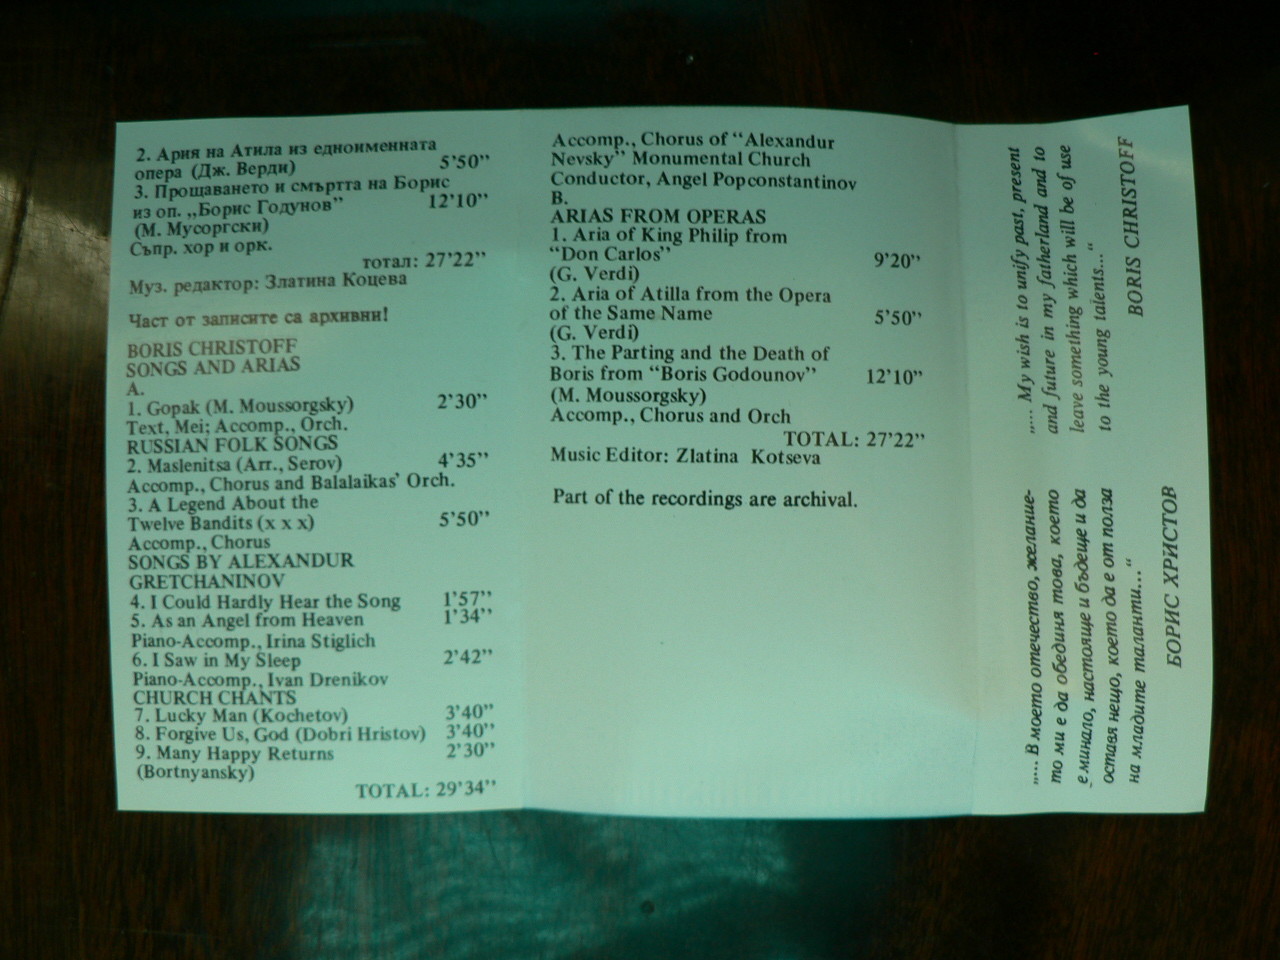 2. Ария на Атила из едноименната
опера (Дж. Верди) 5'50"
3. Прощаването и смъртта на Борис
из оп. „Борис Годунов" 12'10"
(М. Мусоргски)
Съпр. хор и орк.
тотал: 27'22"
Муз. редактор: Златина Коцева
Част от записите са архивни!
BORIS CHRISTOFF
SONGS AND ARIAS
A.
1. Gopak (M. Moussorgsky) 2'30"
Text, Mei; Accomp., Orch.
RUSSIAN FOLK SONGS
2. Maslenitsa (Arr., Serov) 4'35"
Accomp., Chorus and Balalaikas' Orch.
3. A Legend About the
Twelve Bandits (x x x) 5'50"
Accomp., Chorus
SONGS BY ALEXANDUR
GRETCHANINOV
4. I Could Hardly Hear the Song 1'57"
5. As an Angel from Heaven 1'34"
Piano-Accomp., Irina Stiglich
6. I Saw in My Sleep 2'42"
Piano-Accomp., Ivan Drenikov
CHURCH CHANTS
7. Lucky Man (Kochetov) 3'40"
8. Forgive Us, God (Dobri Hristov) 3'40"
9. Many Happy Returns 2'30"
(Bortnyansky)
TOTAL: 29'34"
Accomp., Chorus of "Alexandur
Nevsky" Monumental Church
Conductor, Angel Popconstantinov
B.
ARIAS FROM OPERAS
1. Aria of King Philip from
"Don Carlos" 9'20"
(G. Verdi)
2. Aria of Atilla from the Opera
of the Same Name 5'50"
(G. Verdi)
3. The Parting and the Death of
Boris from "Boris Godounov" 12'10"
(M. Moussorgsky)
Accomp., Chorus and Orch
TOTAL: 27'22"
Music Editor: Zlatina Kotseva
Part of the recordings are archival.
„... My wish is to unify past, present
and future in my fatherland and to
leave something which will be of use
to the young talents..."
BORIS CHRISTOFF
„... В моето отечество, желание-
то ми е да обединя това, което
е минало, настояще и бъдеще и да
оставя нещо, което да е от полза
на младите таланти..."
БОРИС ХРИСТОВ